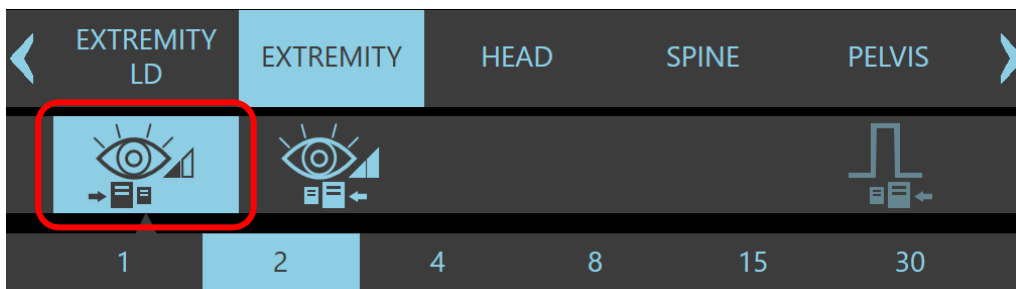 EXTREMITY
LD
EXTREMITY
HEAD
SPINE
PELVIS
1
2
4
8
15
30